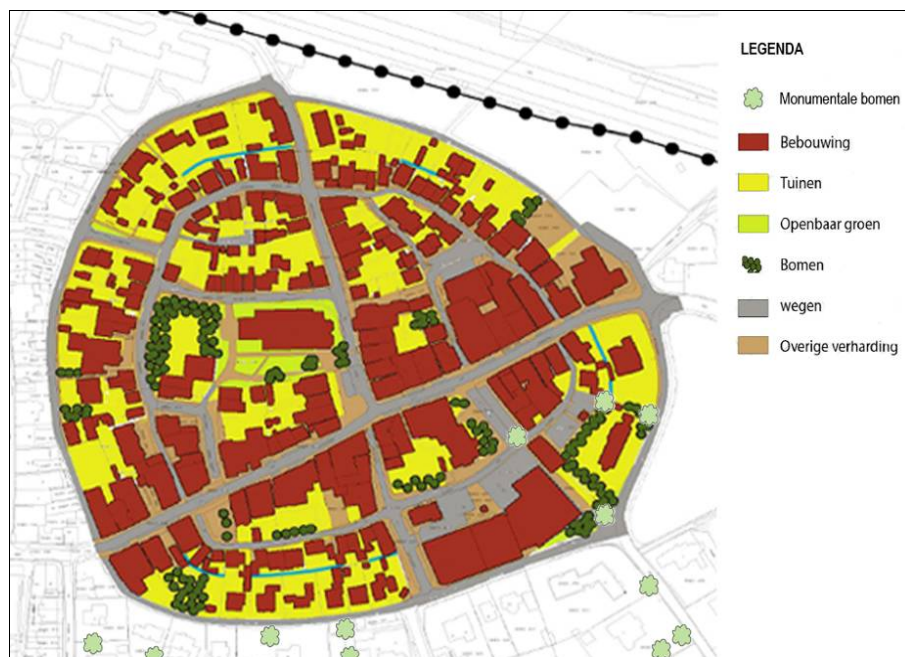 LEGENDA
Monumentale bomen
Bebouwing
Tuinen
Openbaar groen
Bomen
wegen
Overige verharding